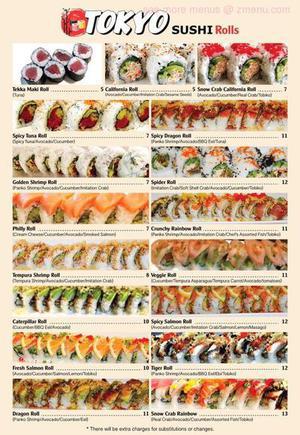 see more menus @ zmenu.com
TOKYO SUSHI Rolls
Tekka Maki Roll 5
(Tuna)
California Roll 5
(Avocado/Cucumber/Imitation Crab/Sesame Seeds)
Snow Crab California Roll 7
(Avocado/Cucumber/Real Crab/Tobiko)
Spicy Tuna Roll 7
(Spicy Tuna/Avocado/Cucumber)
Spicy Dragon Roll 11
(Panko Shrimp/Avocado/BBQ Eel/Tuna)
Golden Shrimp Roll 7
(Panko Shrimp/Avocado/Cucumber/Imitation Crab)
Spider Roll 12
(Imitation Crab/Soft Shell Crab/Avocado/Cucumber/Tobiko)
Philly Roll 7
(Cream Cheese/Cucumber/Avocado/Smoked Salmon)
Crunchy Rainbow Roll 11
(Panko Shrimp/Avocado/Imitation Crab/Chef's Assorted Fish/Tobiko)
Tempura Shrimp Roll 8
(Tempura Shrimp/Avocado/Cucumber/Imitation Crab)
Veggie Roll 11
(Cucumber/Tempura Asparagus/Tempura Carrot/Avocado/tomatoes)
Caterpillar Roll 10
(Cucumber/BBQ Eel/Avocado)
Spicy Salmon Roll 12
(Avocado/Cucumber/Imitation Crab/Salmon/Lemon/Masago)
Fresh Salmon Roll 10
(Avocado/Cucumber/Salmon/Lemon/Tobiko)
Tiger Roll 12
(Panko Shrimp/Avocado/BBQ Eel/Ebi/Tobiko)
Dragon Roll 11
(Panko Shrimp/Avocado/Cucumber/Eel)
Snow Crab Rainbow 13
(Real Crab/Avocado/Cucumber/Assorted Fish/Tobiko)
* There will be extra charges for substitutions or changes.